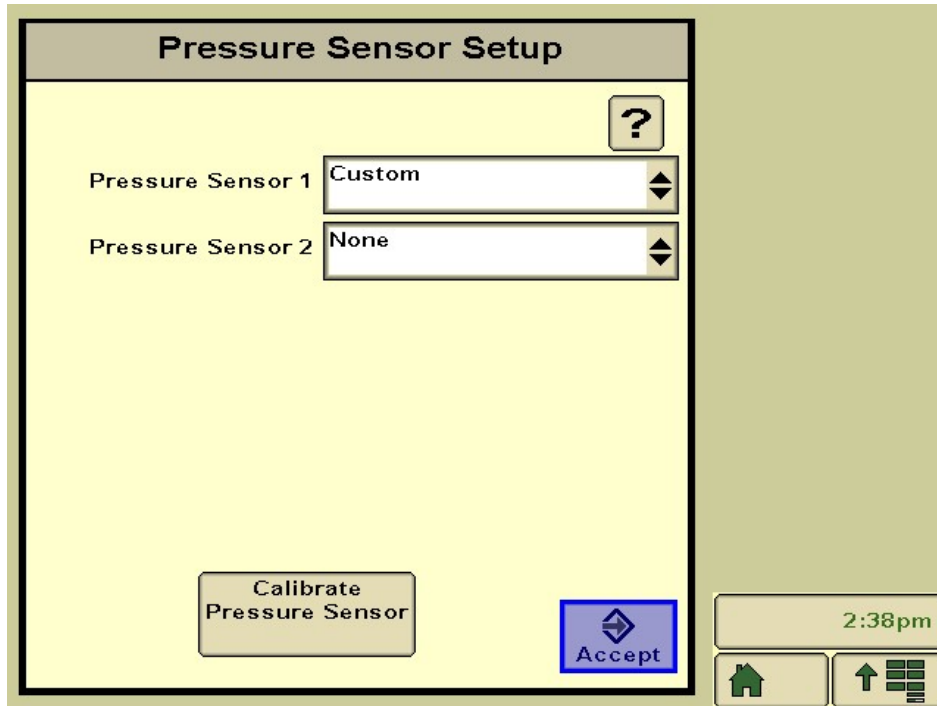 Pressure Sensor Setup
?
Pressure Sensor 1 Custom
Pressure Sensor 2 None
Calibrate
Pressure Sensor
Accept
2:38pm